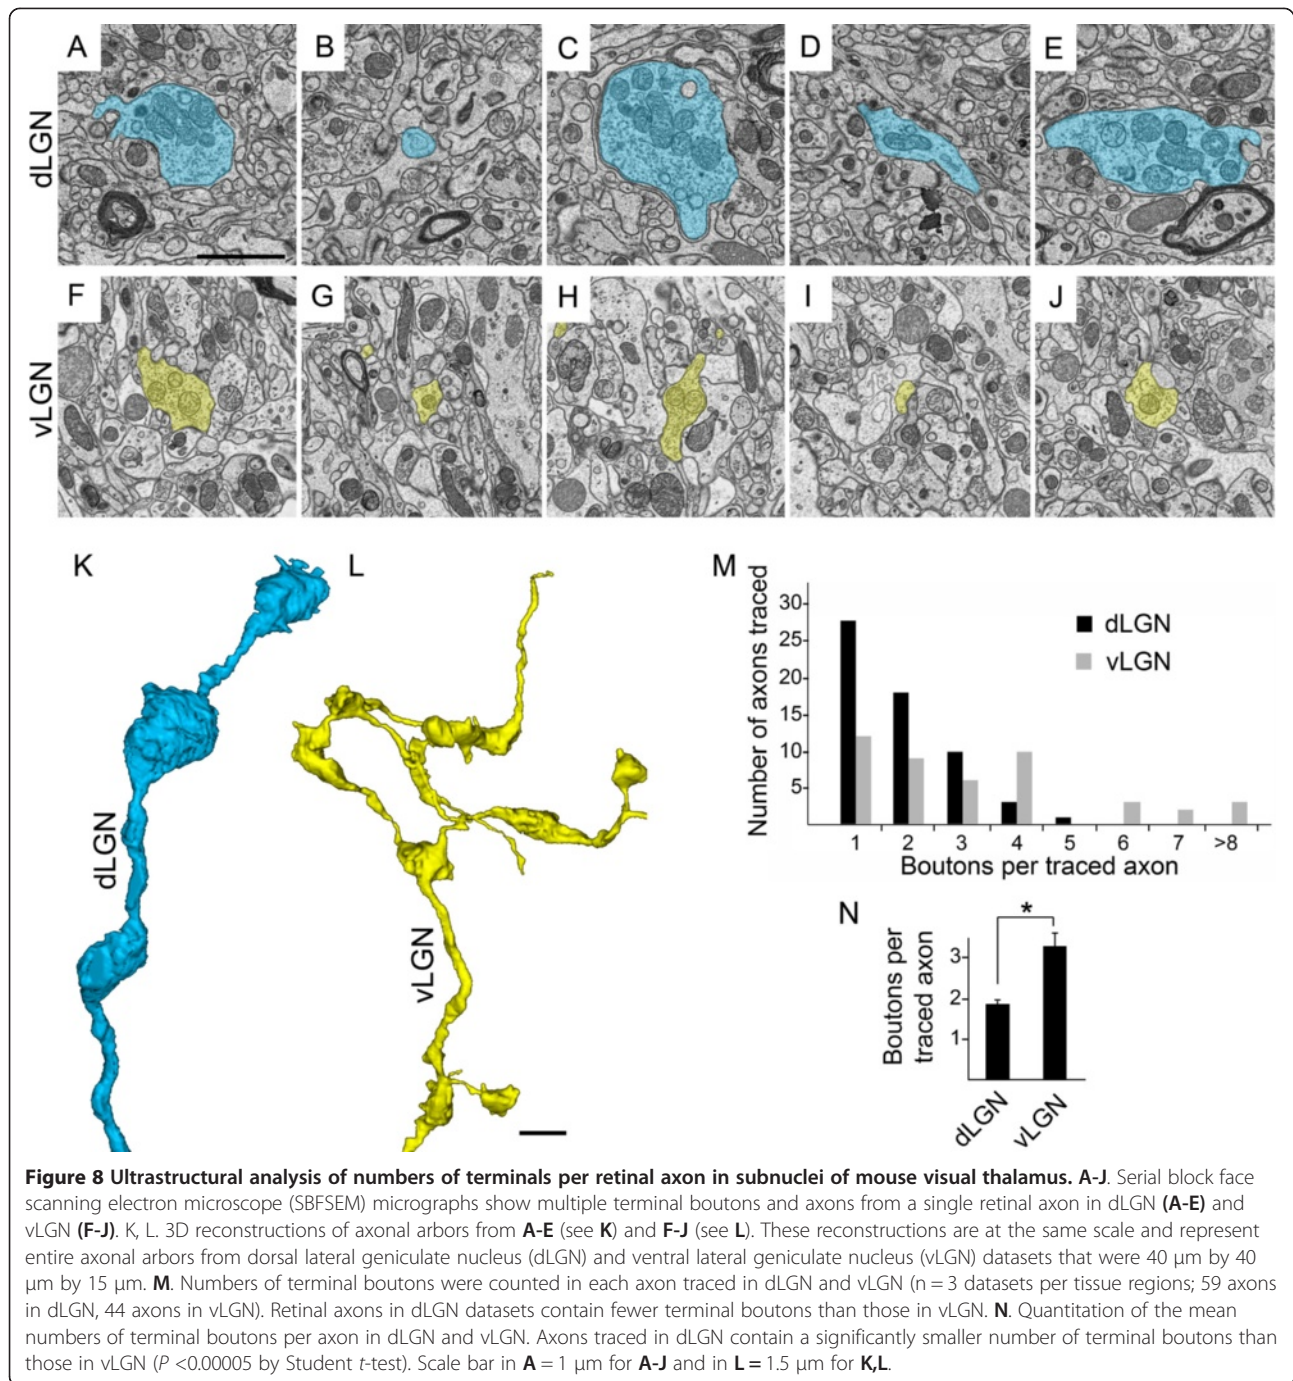 A
B
C
D
E
dLGN
F
G
H
I
J
vLGN
K
L
M
dLGN
vLGN
Number of axons traced
30
25
20
15
10
5
dLGN
vLGN
1 2 3 4 5 6 7 >8
Boutons per traced axon
N
Boutons per
traced axon
3
2
1
*
dLGN
vLGN
Figure 8 Ultrastructural analysis of numbers of terminals per retinal axon in subnuclei of mouse visual thalamus. A-J. Serial block face
scanning electron microscope (SBFSEM) micrographs show multiple terminal boutons and axons from a single retinal axon in dLGN (A-E) and
vLGN (F-J). K, L. 3D reconstructions of axonal arbors from A-E (see K) and F-J (see L). These reconstructions are at the same scale and represent
entire axonal arbors from dorsal lateral geniculate nucleus (dLGN) and ventral lateral geniculate nucleus (vLGN) datasets that were 40 μm by 40
μm by 15 μm. M. Numbers of terminal boutons were counted in each axon traced in dLGN and vLGN (n = 3 datasets per tissue regions; 59 axons
in dLGN, 44 axons in vLGN). Retinal axons in dLGN datasets contain fewer terminal boutons than those in vLGN. N. Quantitation of the mean
numbers of terminal boutons per axon in dLGN and vLGN. Axons traced in dLGN contain a significantly smaller number of terminal boutons than
those in vLGN (P <0.00005 by Student t-test). Scale bar in A = 1 μm for A-J and in L = 1.5 μm for K,L.